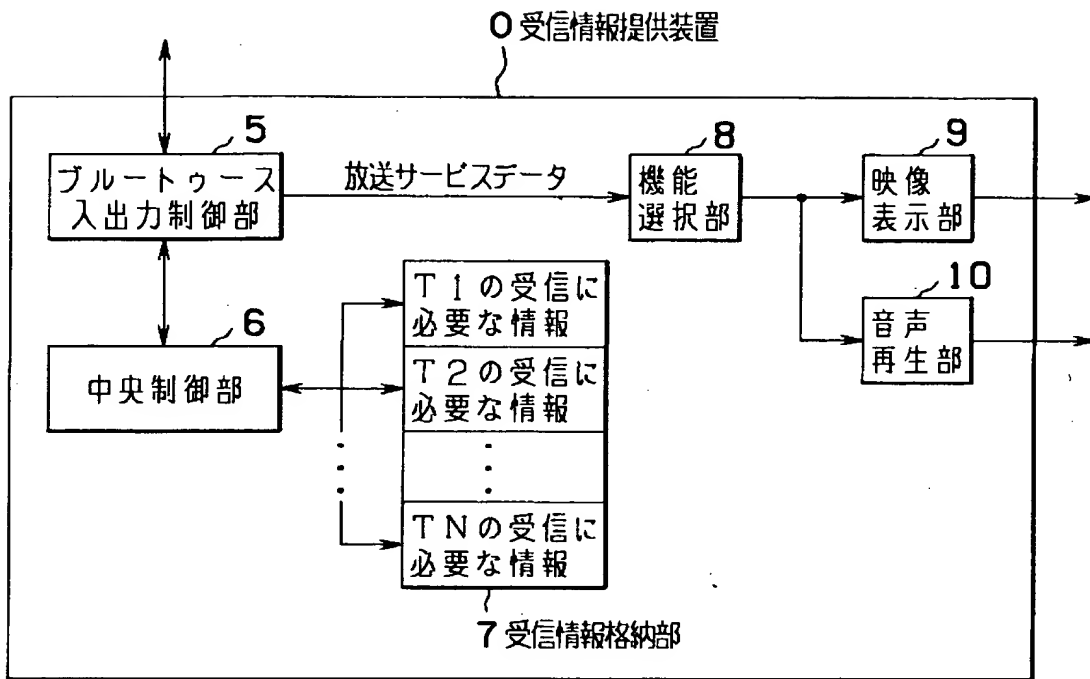 0 受信情報提供装置
5
ブルートゥース
入出力制御部
放送サービスデータ
8
機能
選択部
9
映像
表示部
10
音声
再生部
6
中央制御部
T1の受信に
必要な情報
T2の受信に
必要な情報
TNの受信に
必要な情報
7 受信情報格納部